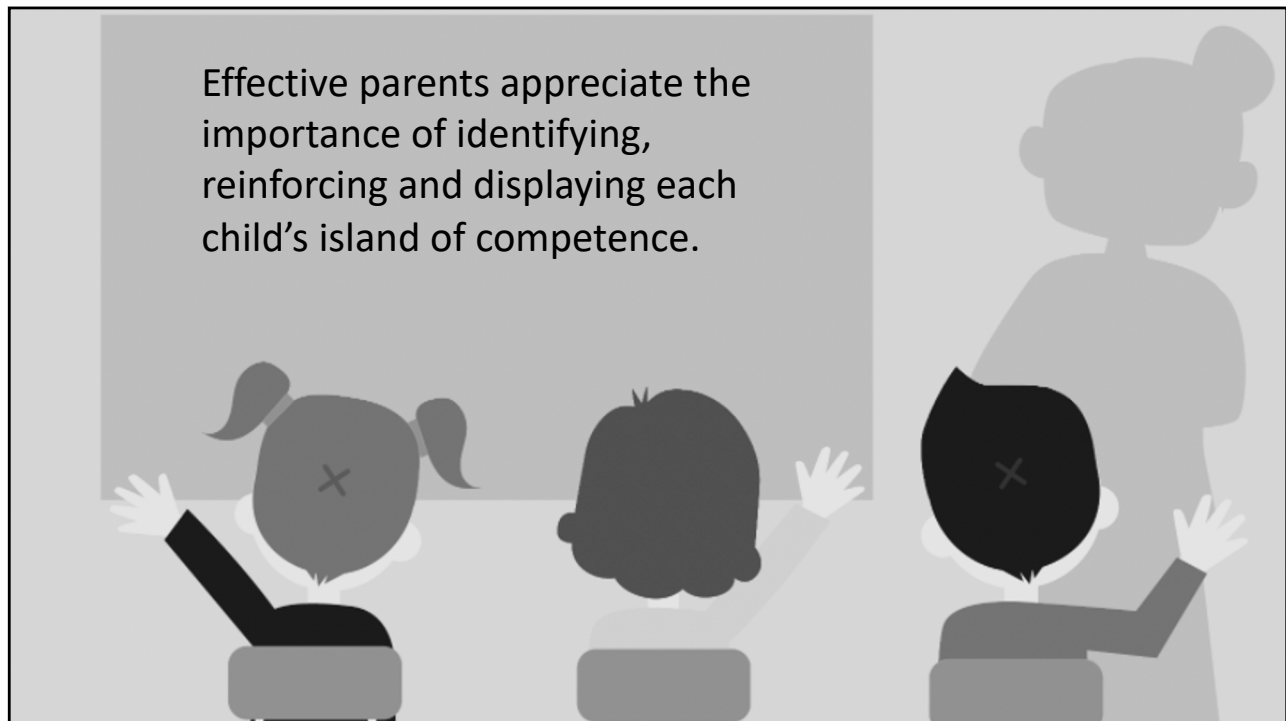 Effective parents appreciate the
importance of identifying,
reinforcing and displaying each
child’s island of competence.